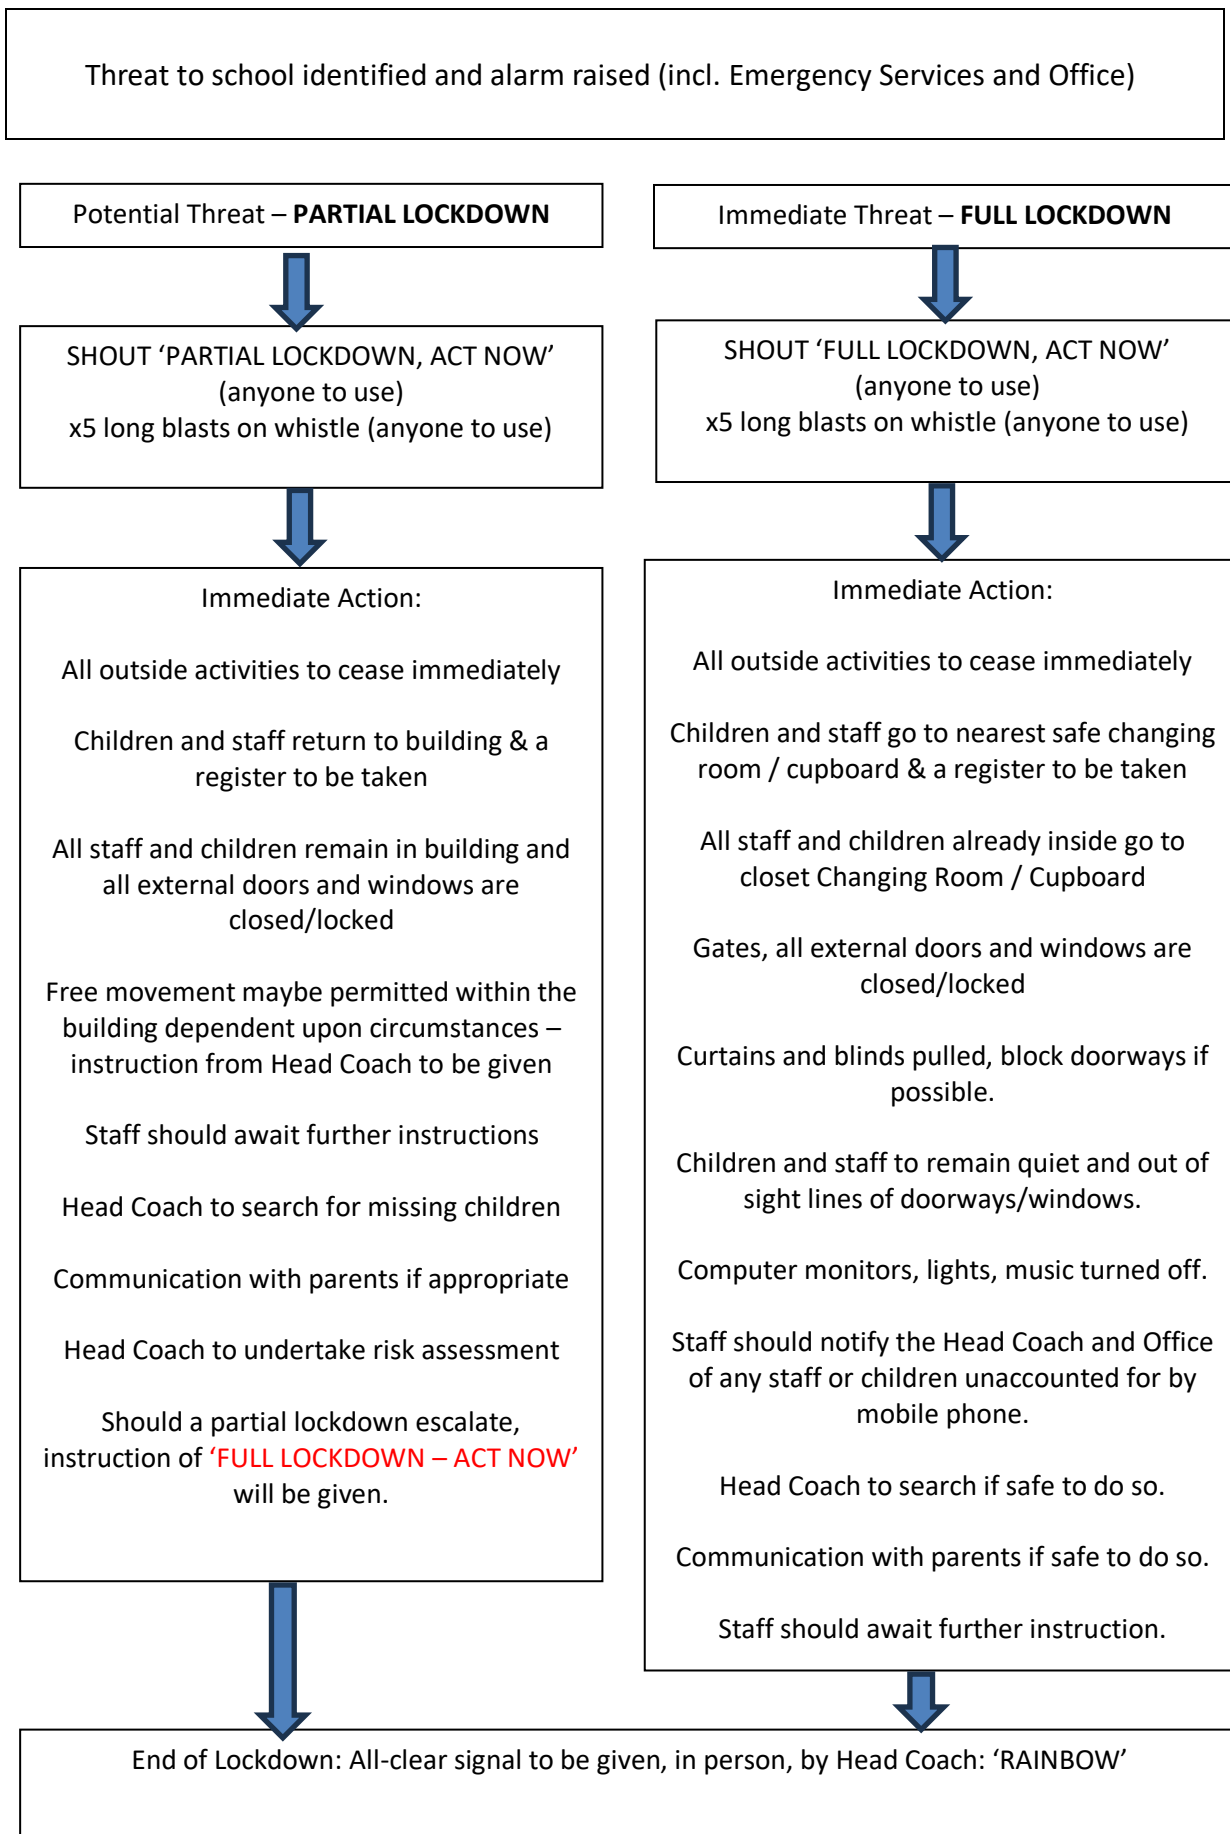 Threat to school identified and alarm raised (incl. Emergency Services and Office)
Potential Threat – PARTIAL LOCKDOWN
SHOUT ‘PARTIAL LOCKDOWN, ACT NOW’
(anyone to use)
x5 long blasts on whistle (anyone to use)
Immediate Action:
All outside activities to cease immediately
Children and staff return to building & a
register to be taken
All staff and children remain in building and
all external doors and windows are
closed/locked
Free movement maybe permitted within the
building dependent upon circumstances –
instruction from Head Coach to be given
Staff should await further instructions
Head Coach to search for missing children
Communication with parents if appropriate
Head Coach to undertake risk assessment
Should a partial lockdown escalate,
instruction of ‘FULL LOCKDOWN – ACT NOW’
will be given.
Immediate Threat – FULL LOCKDOWN
SHOUT ‘FULL LOCKDOWN, ACT NOW’
(anyone to use)
x5 long blasts on whistle (anyone to use)
Immediate Action:
All outside activities to cease immediately
Children and staff go to nearest safe changing
room / cupboard & a register to be taken
All staff and children already inside go to
closet Changing Room / Cupboard
Gates, all external doors and windows are
closed/locked
Curtains and blinds pulled, block doorways if
possible.
Children and staff to remain quiet and out of
sight lines of doorways/windows.
Computer monitors, lights, music turned off.
Staff should notify the Head Coach and Office
of any staff or children unaccounted for by
mobile phone.
Head Coach to search if safe to do so.
Communication with parents if safe to do so.
Staff should await further instruction.
End of Lockdown: All-clear signal to be given, in person, by Head Coach: ‘RAINBOW’